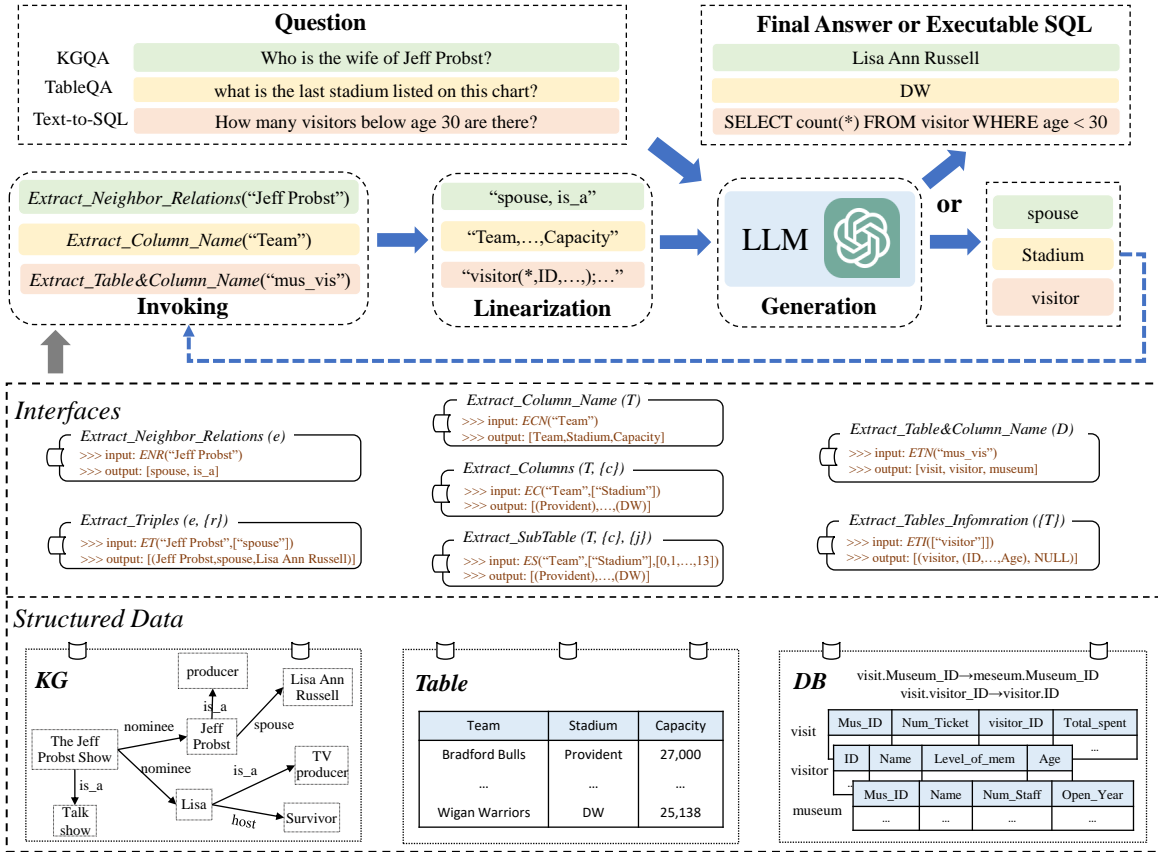 Question
KGQA
Who is the wife of Jeff Probst?
TableQA
what is the last stadium listed on this chart?
Text-to-SQL
How many visitors below age 30 are there?
Final Answer or Executable SQL
Lisa Ann Russell
DW
SELECT count(*) FROM visitor WHERE age < 30
Extract_Neighbor_Relations(“Jeff Probst”)
Extract_Column_Name(“Team”)
Extract_Table&Column_Name(“mus_vis”)
Invoking
“spouse, is_a”
“Team,…,Capacity”
“visitor(*,ID,…,);…”
Linearization
LLM
Generation
or
spouse
Stadium
visitor
Interfaces
Extract_Neighbor_Relations (e)
>>> input: ENR(“Jeff Probst”)
>>> output: [spouse, is_a]
Extract_Triples (e, {r})
>>> input: ET(“Jeff Probst”,[“spouse”])
>>> output: [(Jeff Probst,spouse,Lisa Ann Russell)]
Extract_Column_Name (T)
>>> input: ECN(“Team”)
>>> output: [Team,Stadium,Capacity]
Extract_Columns (T, {c})
>>> input: EC(“Team”,[“Stadium”])
>>> output: [(Provident),…,(DW)]
Extract_SubTable (T, {c}, {j})
>>> input: ES(“Team”,[“Stadium”],[0,1,…,13])
>>> output: [(Provident),…,(DW)]
Extract_Table&Column_Name (D)
>>> input: ETN(“mus_vis”)
>>> output: [visit, visitor, museum]
Extract_Tables_Infomration ({T})
>>> input: ETI([“visitor”]])
>>> output: [(visitor, (ID,…,Age), NULL)]
Structured Data
KG
producer
Lisa Ann
Russell
is_a
spouse
nominee
Jeff
Probst
The Jeff
Probst Show
nominee
is_a
TV
producer
is_a
Lisa
host
Survivor
Talk
show
Table
Team Stadium Capacity
Bradford Bulls Provident 27,000
... ... ...
Wigan Warriors DW 25,138
DB
visit.Museum_ID→meseum.Museum_ID
visit.visitor_ID→visitor.ID
visit
Mus_ID Num_Ticket visitor_ID Total_spent
...
visitor
ID Name Level_of_mem Age
...
museum
Mus_ID Name Num_Staff Open_Year
... ... ... ...